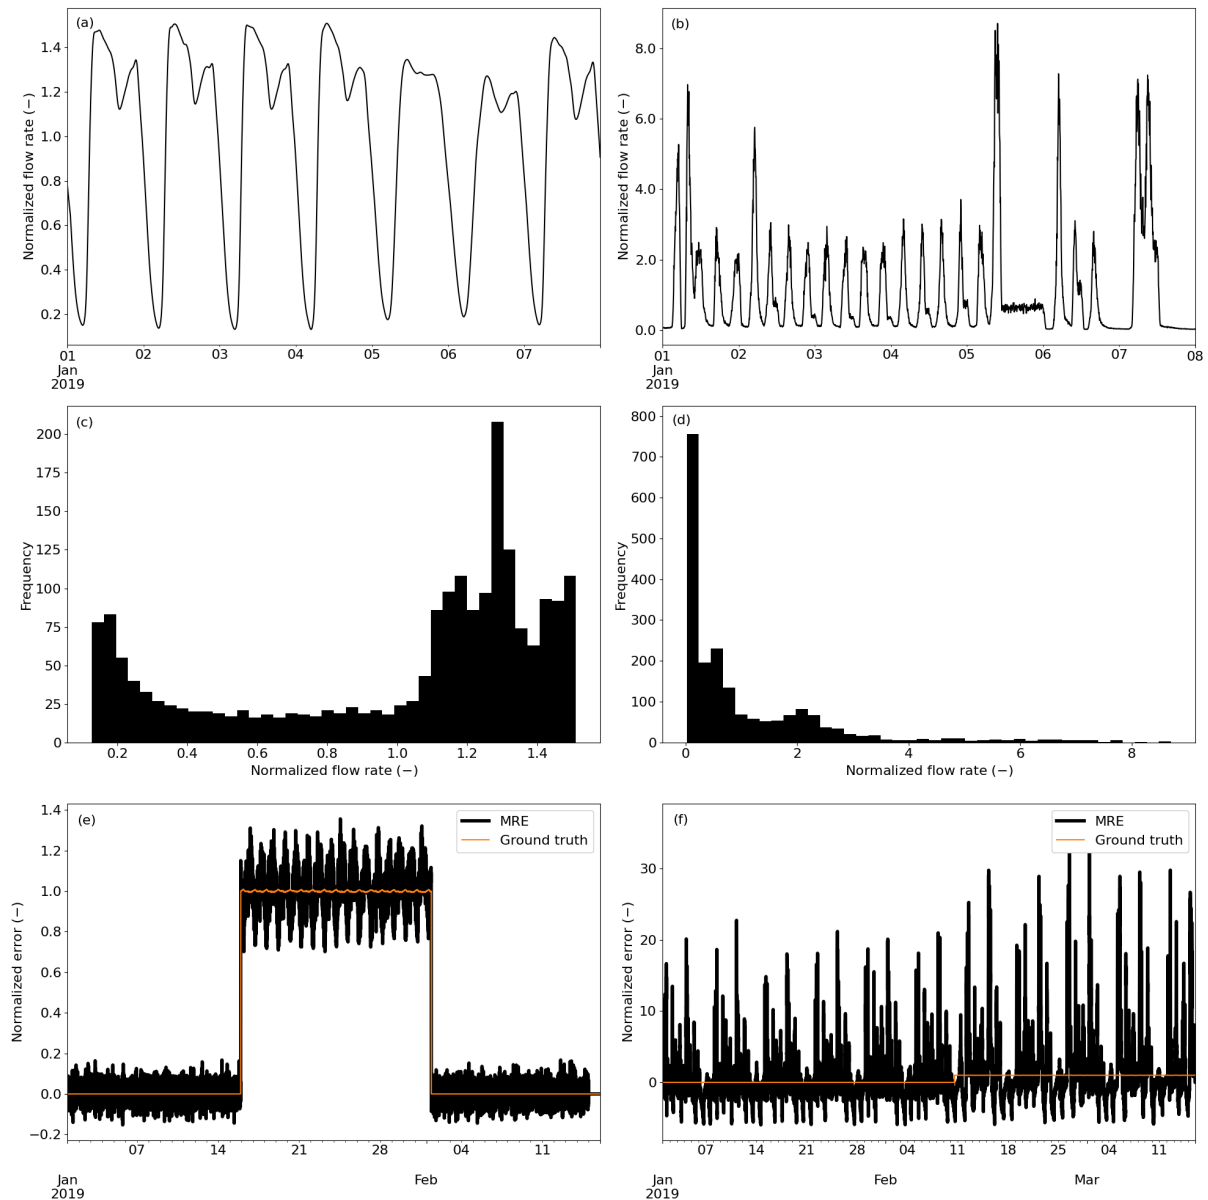 (a)
Normalized flow rate (−)
1.4
1.2
1.0
0.8
0.6
0.4
0.2
01 02 03 04 05 06 07
Jan
2019
(b)
Normalized flow rate (−)
8.0
6.0
4.0
2.0
0.0
01 02 03 04 05 06 07 08
Jan
2019
(c)
Frequency
200
175
150
125
100
75
50
25
0
0.2 0.4 0.6 0.8 1.0 1.2 1.4
Normalized flow rate (−)
(d)
Frequency
800
700
600
500
400
300
200
100
0
0 2 4 6 8
Normalized flow rate (−)
(e)
MRE
Ground truth
Normalized error (−)
1.4
1.2
1.0
0.8
0.6
0.4
0.2
0.0
−0.2
07 14 21 28 04 11
Jan Feb
2019
(f)
MRE
Ground truth
Normalized error (−)
30
20
10
0
07 14 21 28 04 11 18 25 04 11
Jan Feb Mar
2019